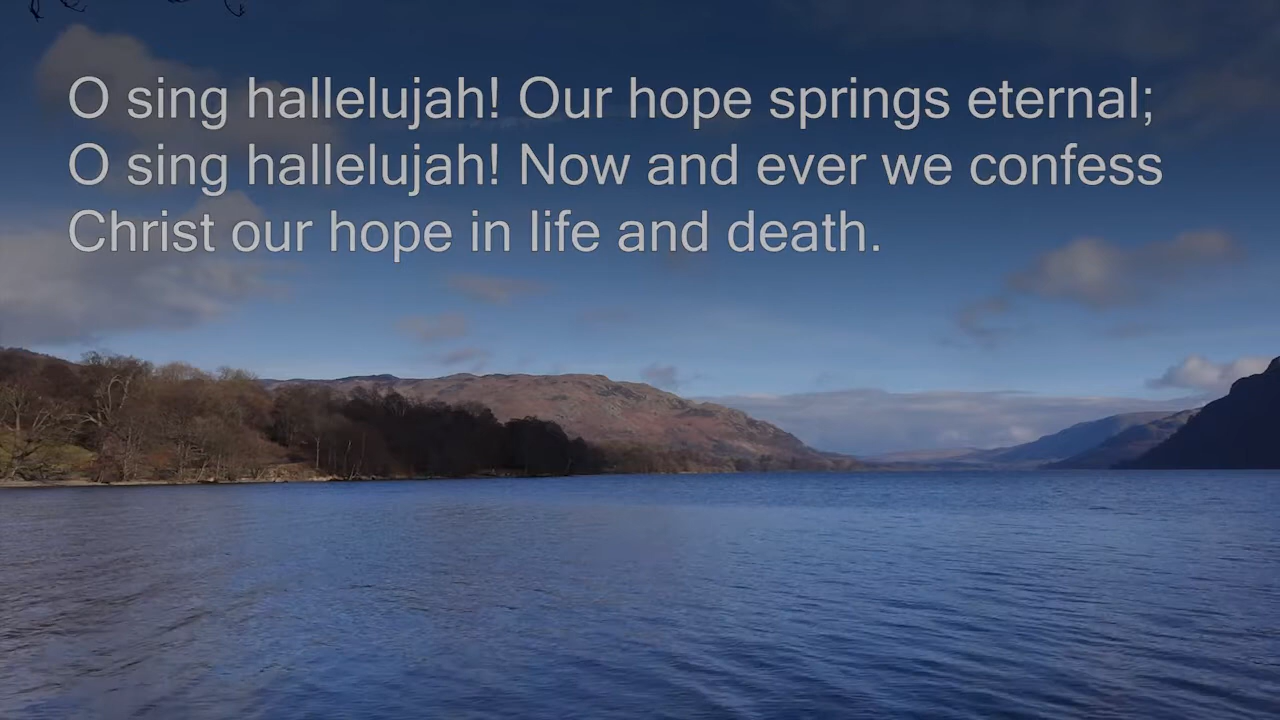 O sing hallelujah! Our hope springs eternal;
O sing hallelujah! Now and ever we confess
Christ our hope in life and death.